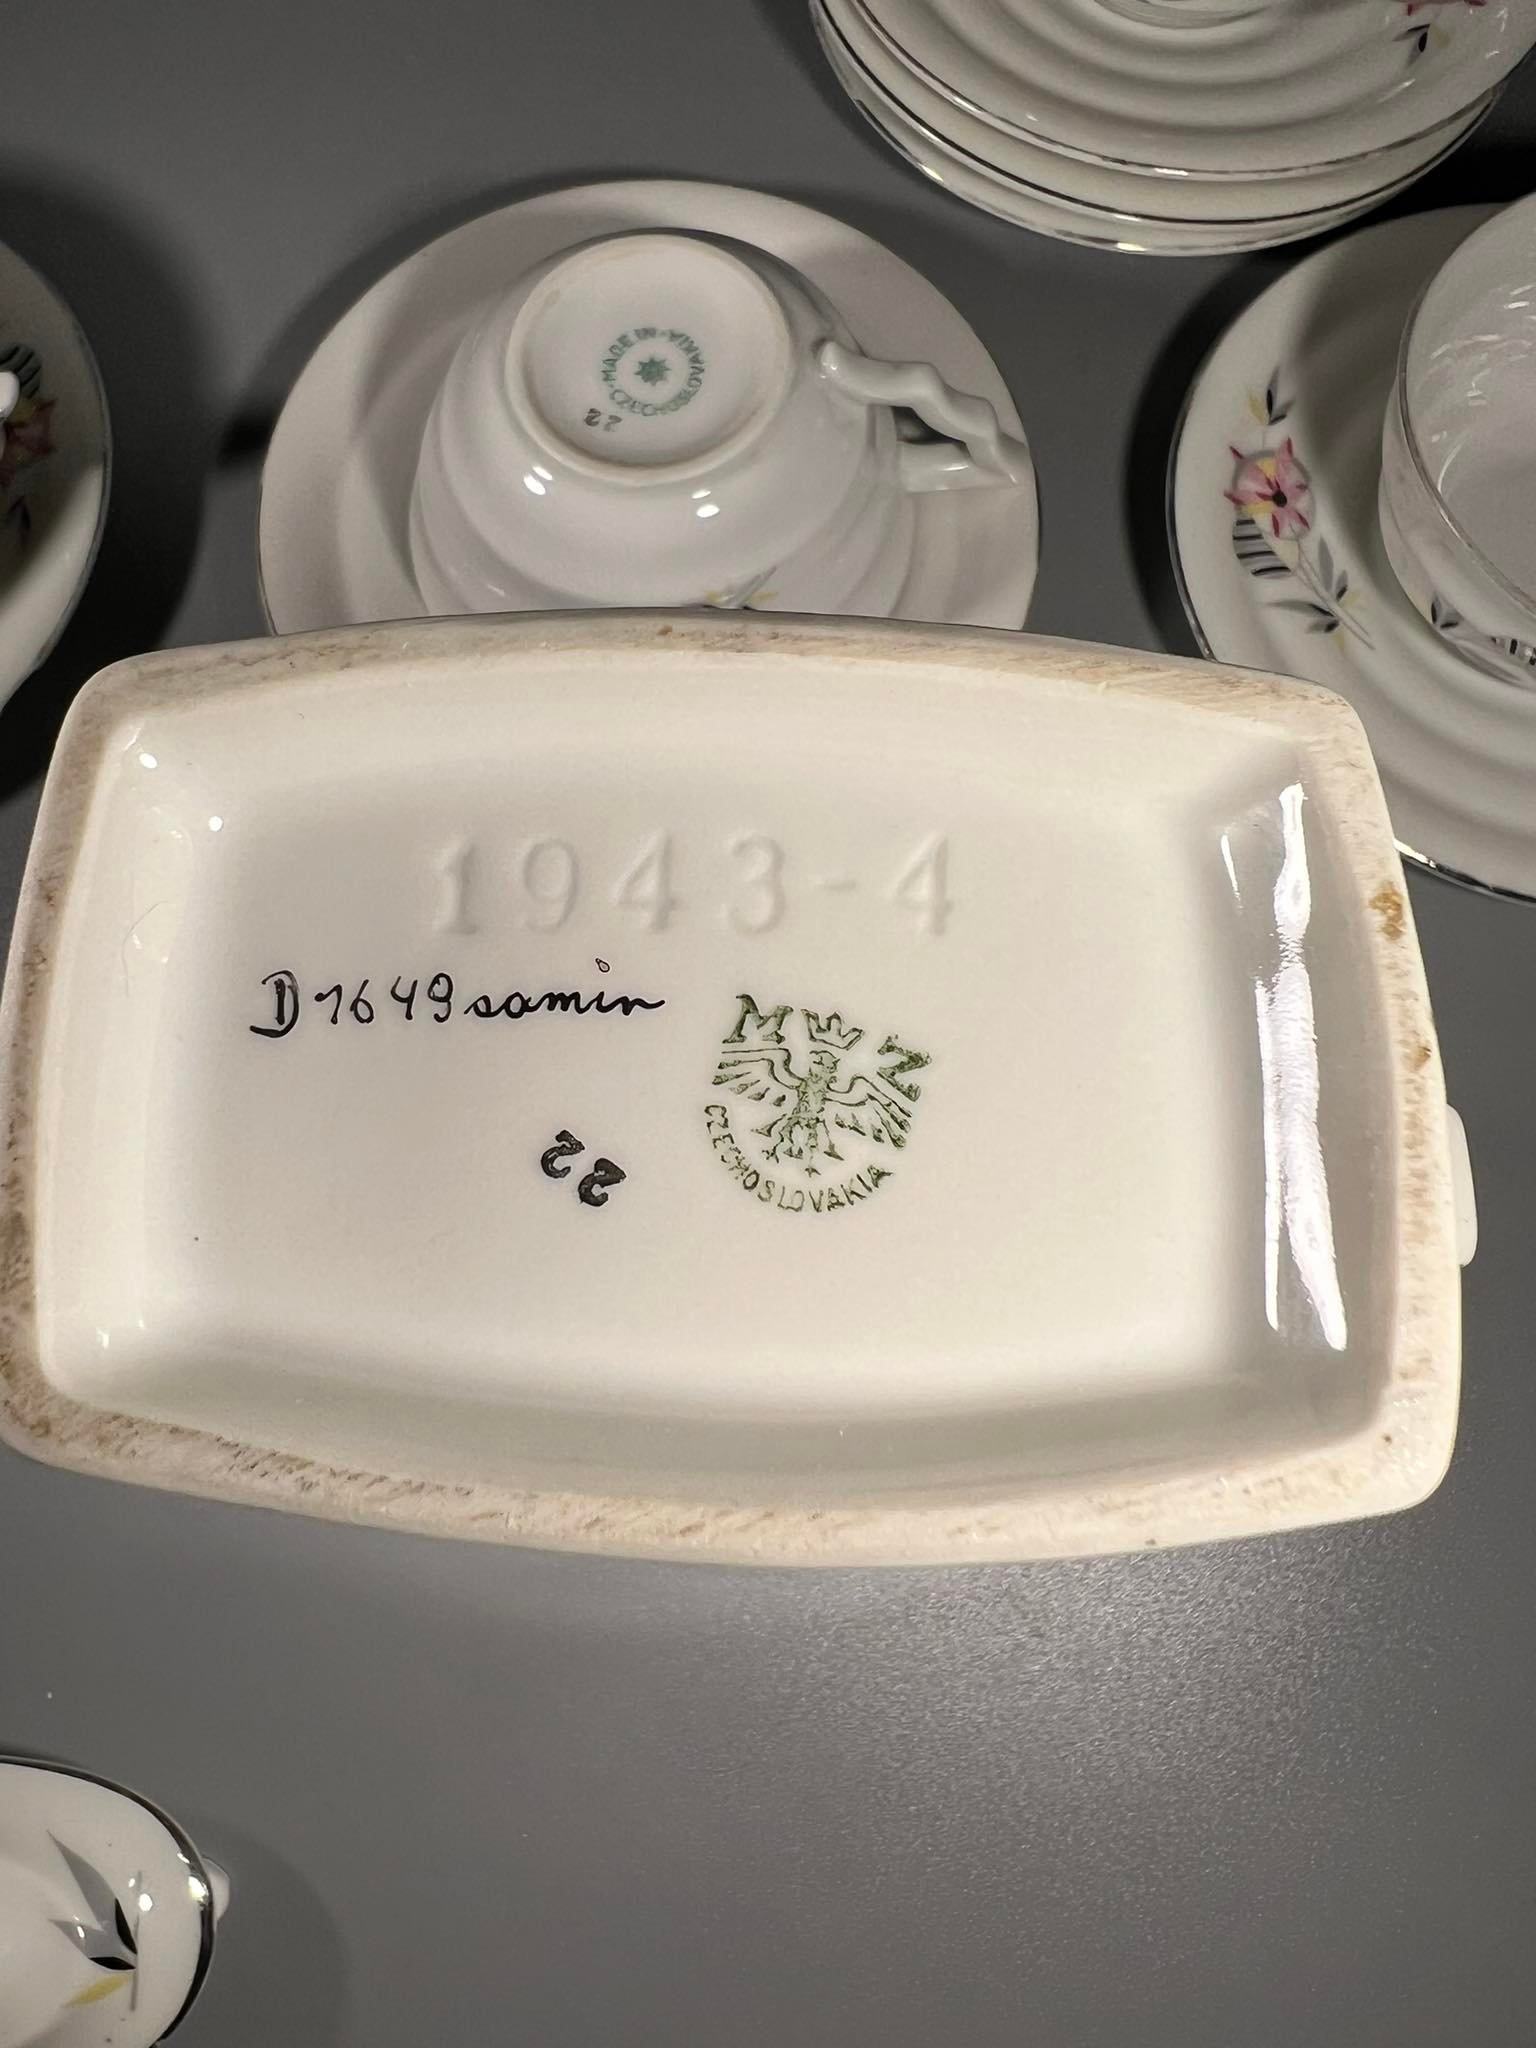 MADE IN
CZECHOSLOVAKIA
22
1943-4
D 1649 samin
M Z
CZECHOSLOVAKIA
22